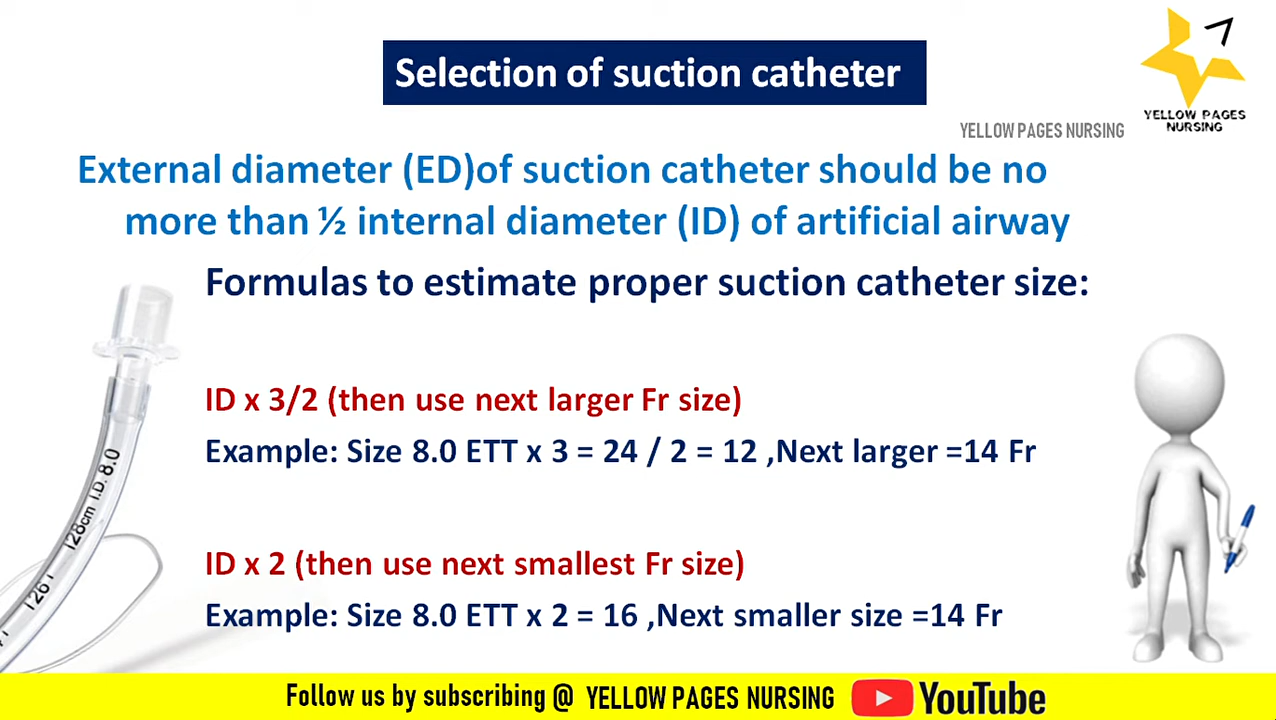 Selection of suction catheter
YELLOW PAGES
NURSING
YELLOW PAGES NURSING
External diameter (ED)of suction catheter should be no
more than ½ internal diameter (ID) of artificial airway
Formulas to estimate proper suction catheter size:
ID x 3/2 (then use next larger Fr size)
Example: Size 8.0 ETT x 3 = 24 / 2 = 12 ,Next larger =14 Fr
I.D. 8.0
28cm
26
ID x 2 (then use next smallest Fr size)
Example: Size 8.0 ETT x 2 = 16 ,Next smaller size =14 Fr
Follow us by subscribing @ YELLOW PAGES NURSING YouTube